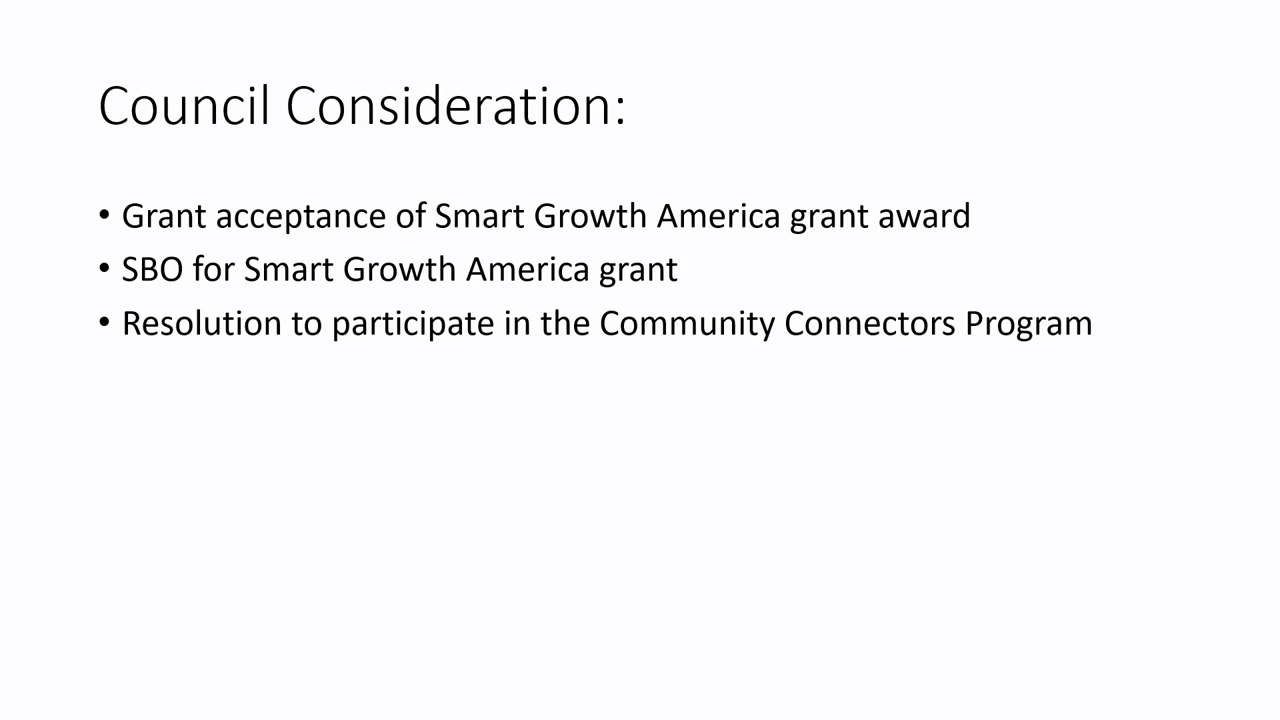 Council Consideration:
• Grant acceptance of Smart Growth America grant award
• SBO for Smart Growth America grant
• Resolution to participate in the Community Connectors Program